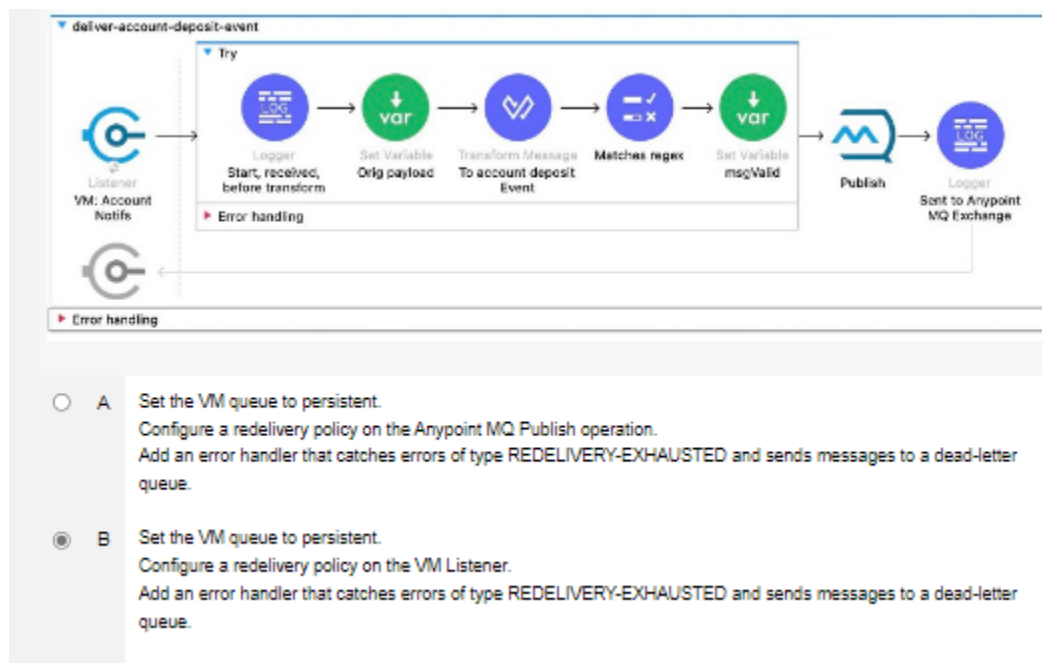 deliver-account-deposit-event
Try
LOG
var
var
LOG
Logger
Set Variable
Transform Message
Matches regex
Set Variable
Logger
Start, received,
before transform
Orig payload
To account deposit
Event
msgValid
Publish
Sent to Anypoint
MQ Exchange
Listener
VM: Account
Notifs
Error handling
Error handling
A
Set the VM queue to persistent.
Configure a redelivery policy on the Anypoint MQ Publish operation.
Add an error handler that catches errors of type REDELIVERY-EXHAUSTED and sends messages to a dead-letter
queue.
B
Set the VM queue to persistent.
Configure a redelivery policy on the VM Listener.
Add an error handler that catches errors of type REDELIVERY-EXHAUSTED and sends messages to a dead-letter
queue.